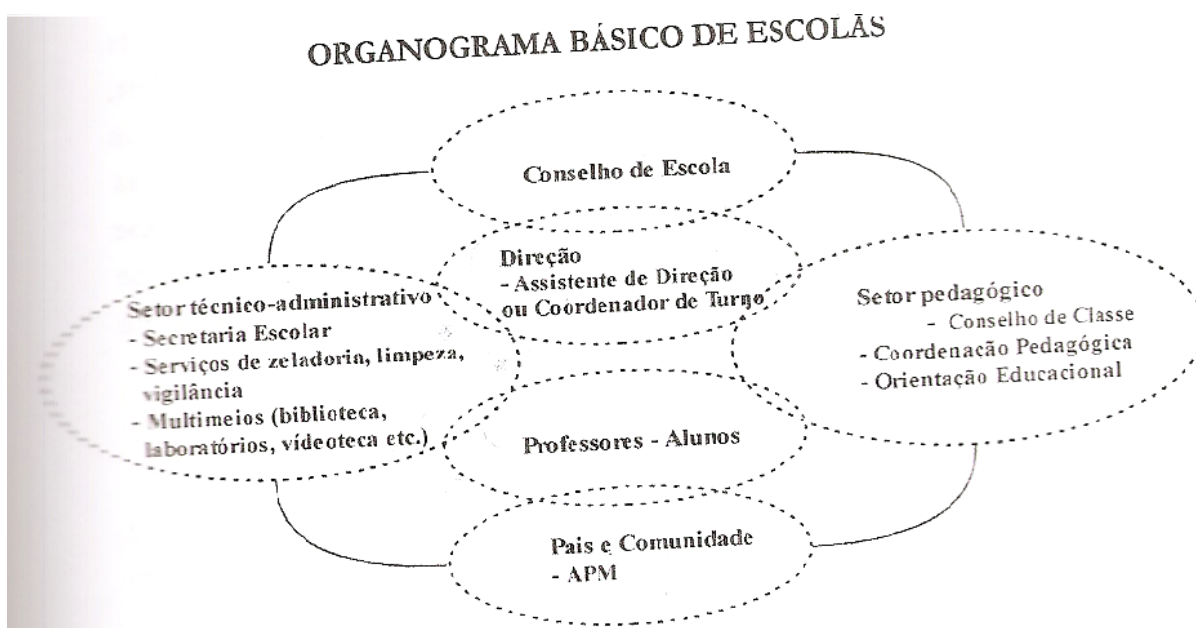 ORGANOGRAMA BÁSICO DE ESCOLAS
Conselho de Escola
Direção
- Assistente de Direção
ou Coordenador de Turno
Setor técnico-administrativo
- Secretaria Escolar
- Serviços de zeladoria, limpeza,
vigilância
- Multimeios (biblioteca,
laboratórios, vídeoteca etc.)
Setor pedagógico
- Conselho de Classe
- Coordenação Pedagógica
- Orientação Educacional
Professores - Alunos
Pais e Comunidade
- APM